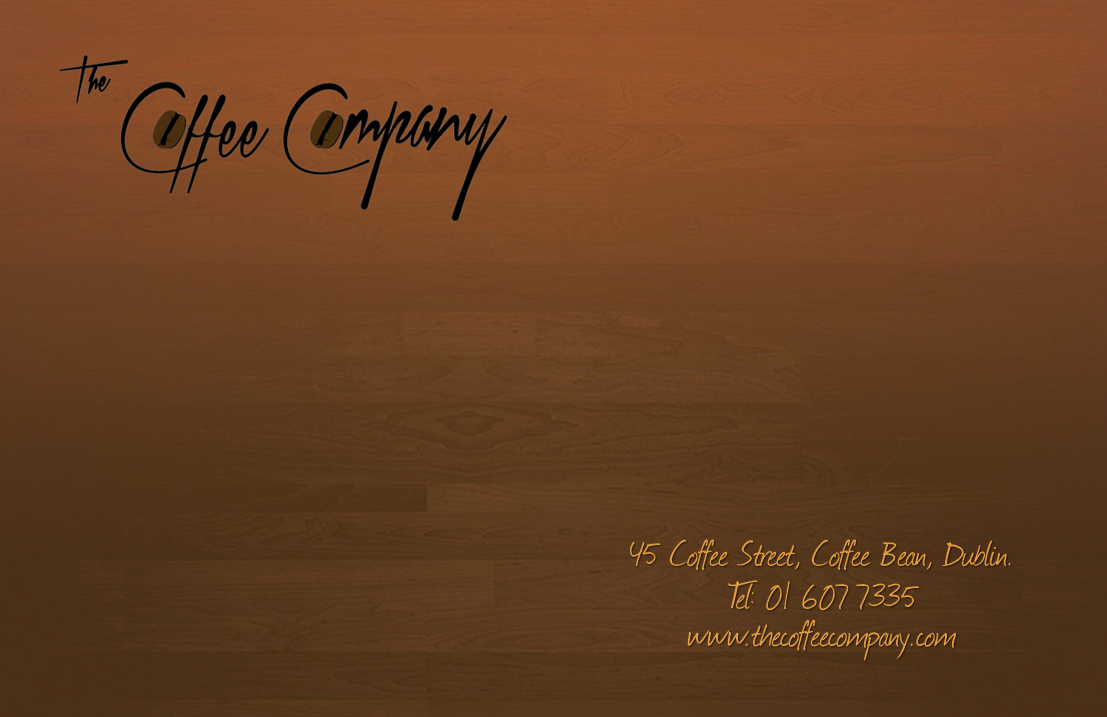 The
Coffee Company
45 Coffee Street, Coffee Bean, Dublin.
Tel: 01 607 7335
www.thecoffeecompany.com